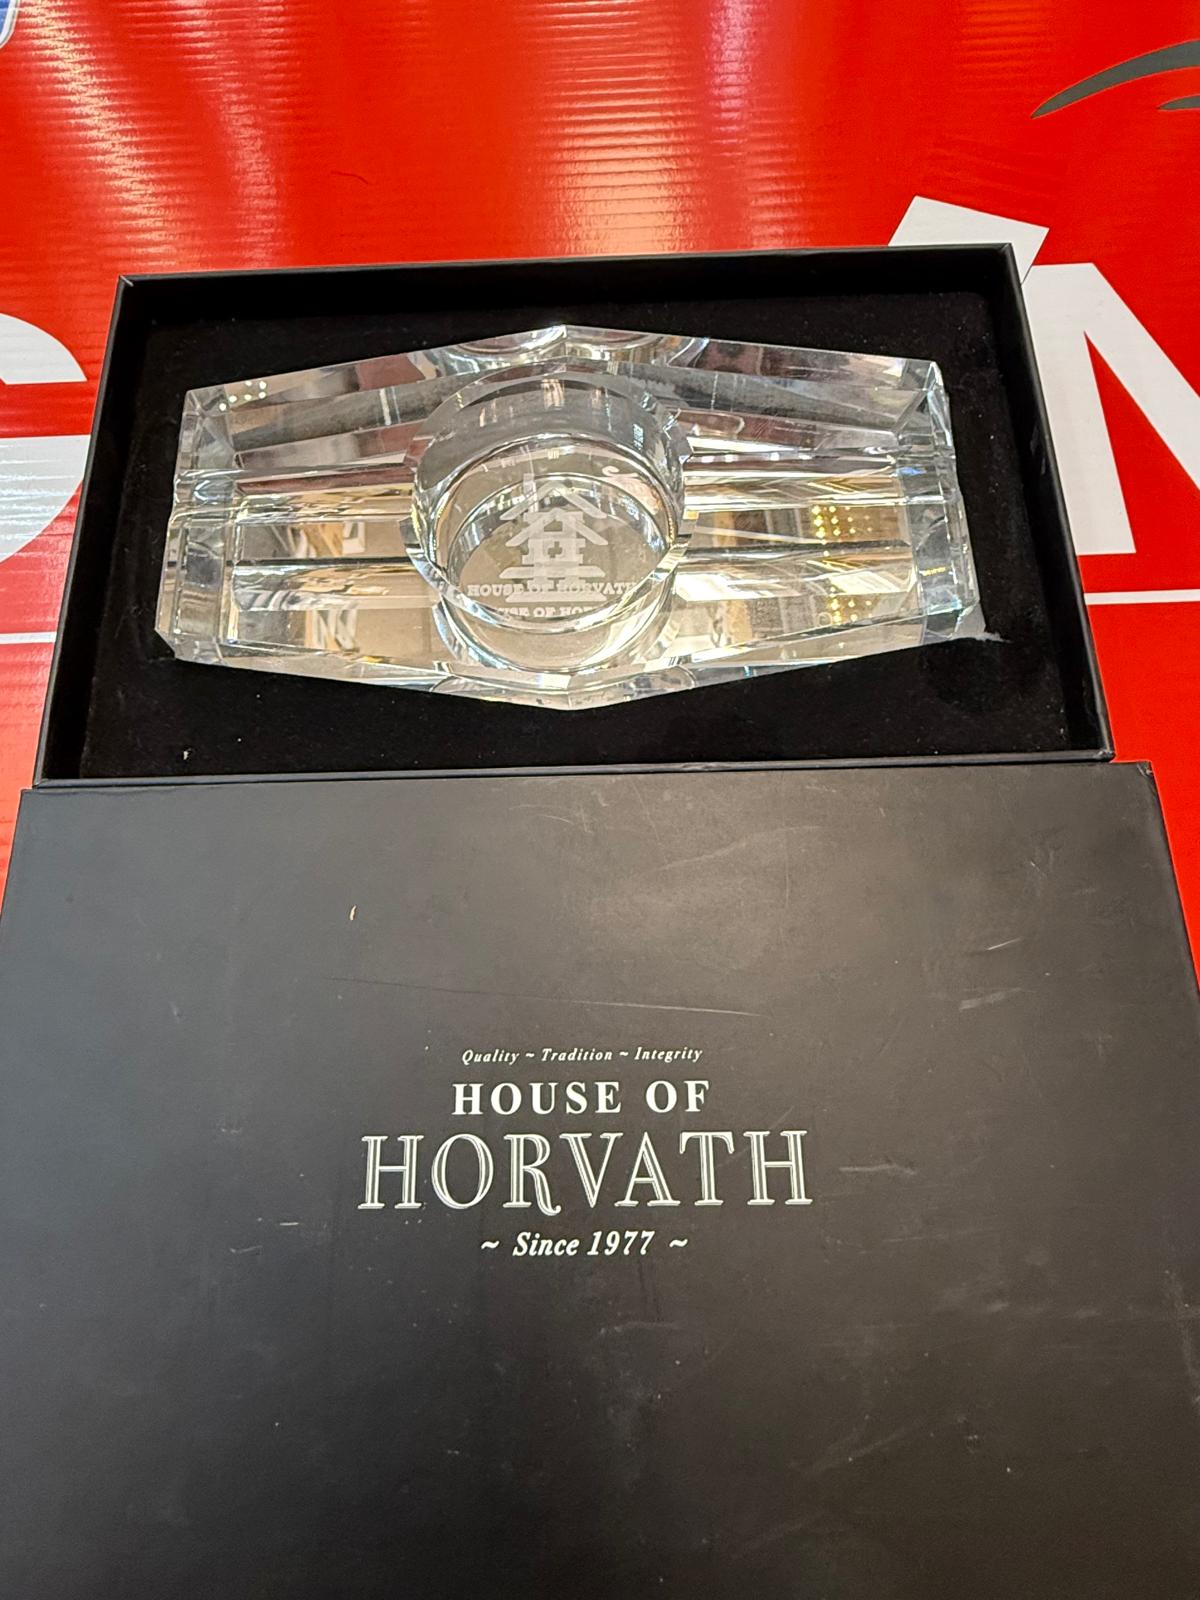 HOUSE OF HORVATH
Quality ~ Tradition ~ Integrity
HOUSE OF
HORVATH
~ Since 1977 ~